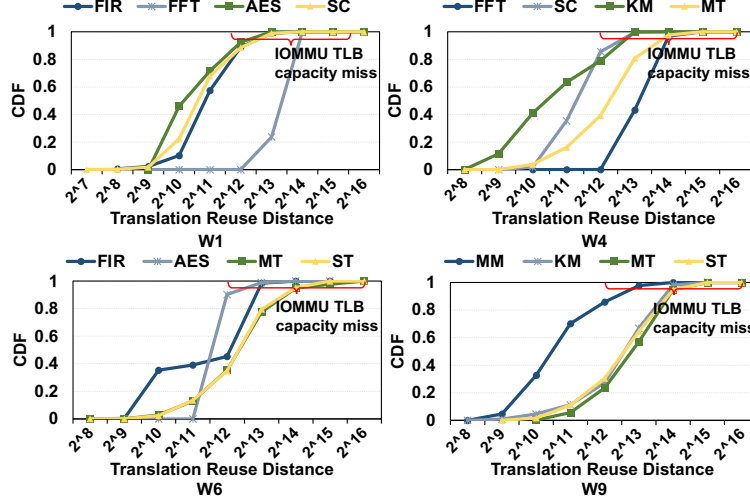 FIR FFT AES SC
1
0.8
0.6
0.4
0.2
0
CDF
IOMMU TLB
capacity miss
2^7 2^8 2^9 2^10 2^11 2^12 2^13 2^14 2^15 2^16
Translation Reuse Distance
W1
FFT SC KM MT
1
0.8
0.6
0.4
0.2
0
CDF
IOMMU TLB
capacity miss
2^8 2^9 2^10 2^11 2^12 2^13 2^14 2^15 2^16
Translation Reuse Distance
W4
FIR AES MT ST
1
0.8
0.6
0.4
0.2
0
CDF
IOMMU TLB
capacity miss
2^8 2^9 2^10 2^11 2^12 2^13 2^14 2^15 2^16
Translation Reuse Distance
W6
MM KM MT ST
1
0.8
0.6
0.4
0.2
0
CDF
IOMMU TLB
capacity miss
2^8 2^9 2^10 2^11 2^12 2^13 2^14 2^15 2^16
Translation Reuse Distance
W9